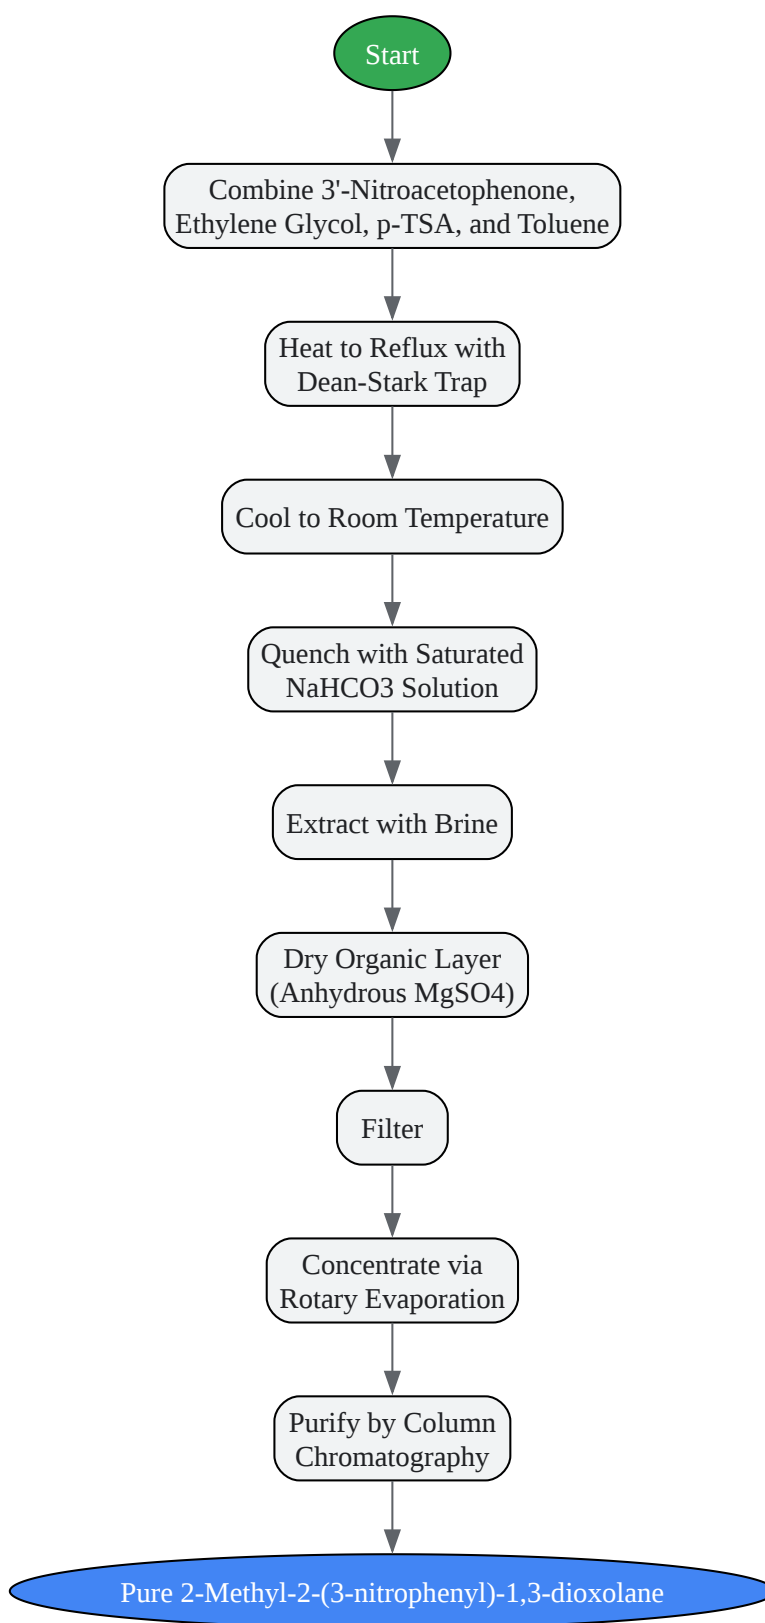 Start
Combine 3'-Nitroacetophenone,
Ethylene Glycol, p-TSA, and Toluene
Heat to Reflux with
Dean-Stark Trap
Cool to Room Temperature
Quench with Saturated
NaHCO3 Solution
Extract with Brine
Dry Organic Layer
(Anhydrous MgSO4)
Filter
Concentrate via
Rotary Evaporation
Purify by Column
Chromatography
Pure 2-Methyl-2-(3-nitrophenyl)-1,3-dioxolane